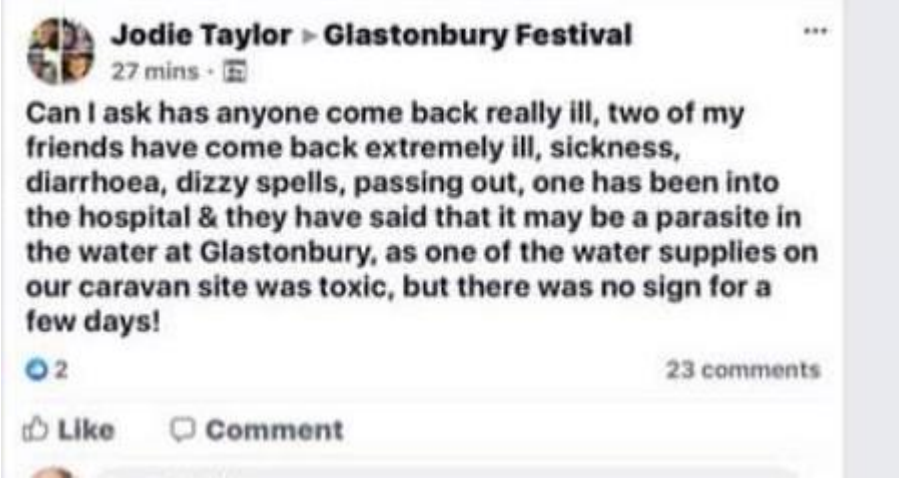 Jodie Taylor ▸ Glastonbury Festival
27 mins ·
Can I ask has anyone come back really ill, two of my
friends have come back extremely ill, sickness,
diarrhoea, dizzy spells, passing out, one has been into
the hospital & they have said that it may be a parasite in
the water at Glastonbury, as one of the water supplies on
our caravan site was toxic, but there was no sign for a
few days!
2 23 comments
Like Comment